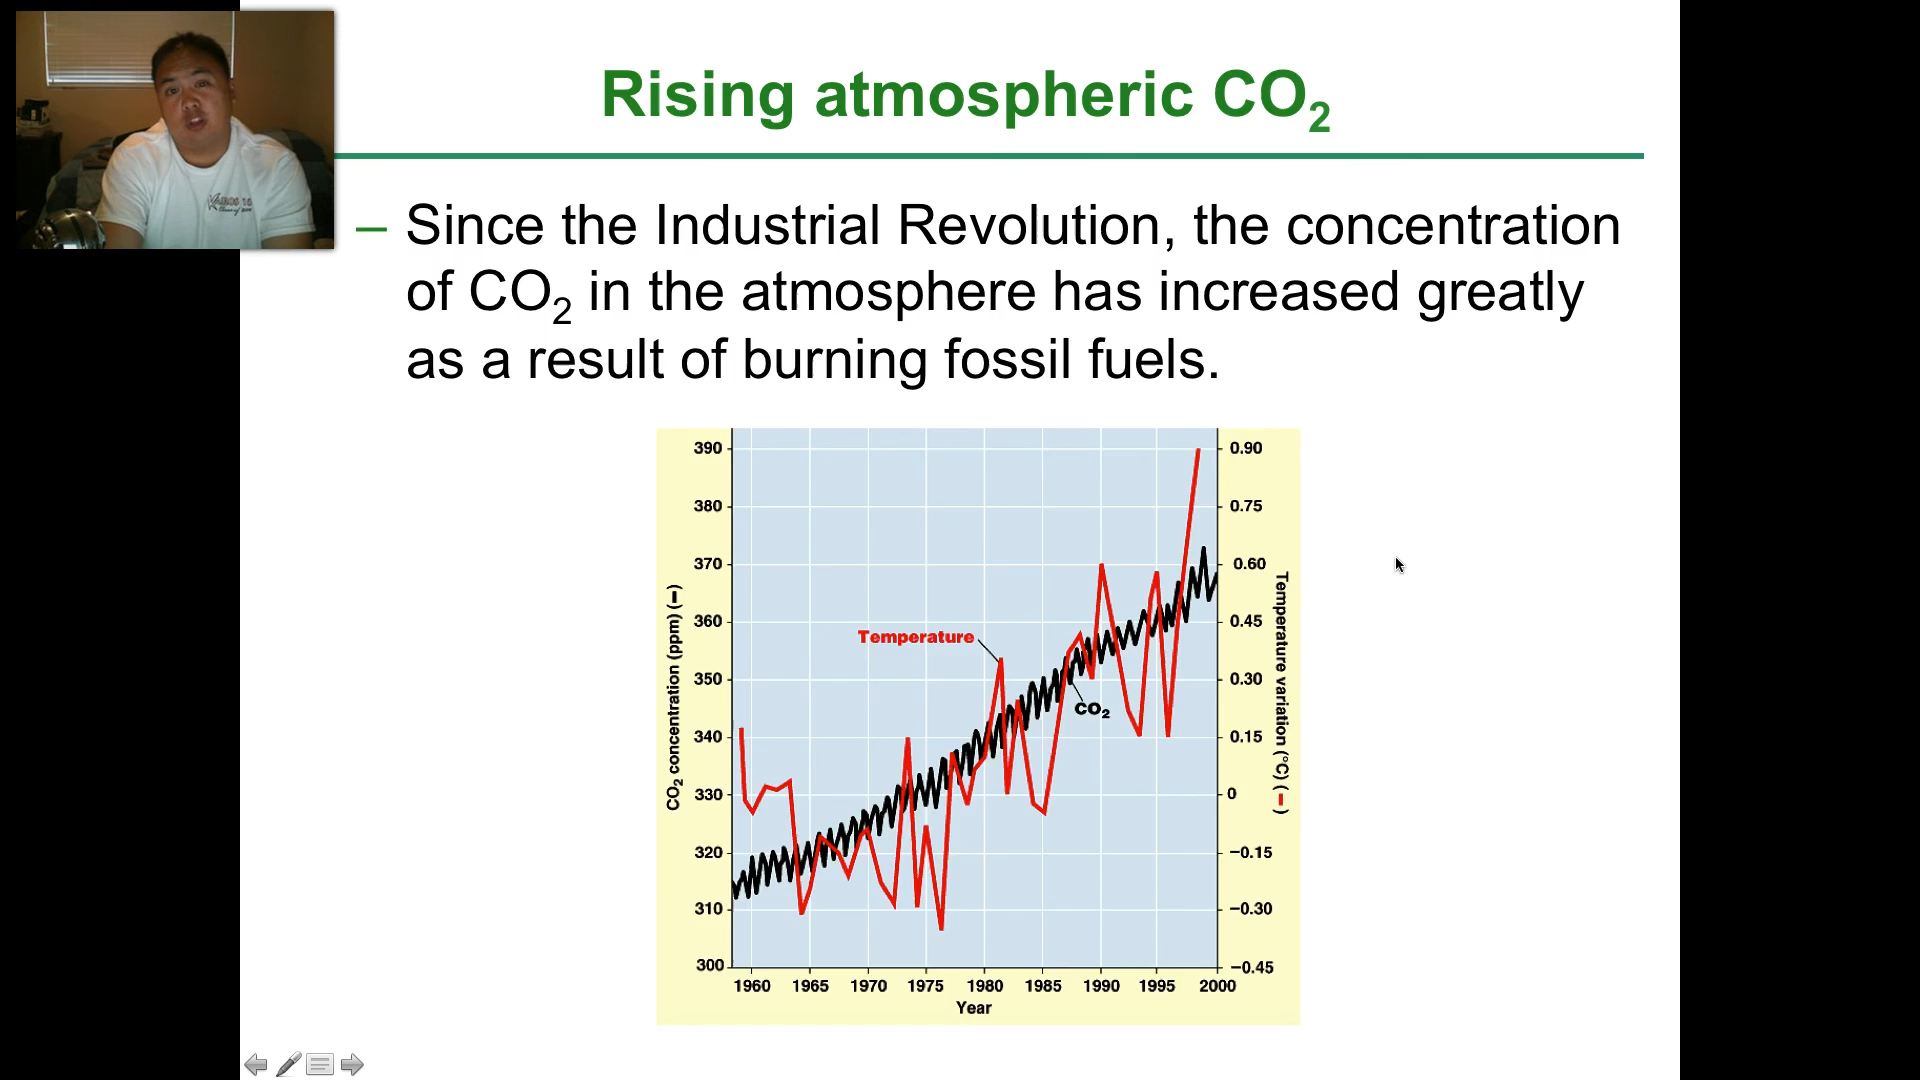 Rising atmospheric CO₂
– Since the Industrial Revolution, the concentration
of CO₂ in the atmosphere has increased greatly
as a result of burning fossil fuels.
CO₂ concentration (ppm) (–)
390
380
370
360
350
340
330
320
310
300
Temperature
CO₂
0.90
0.75
0.60
0.45
0.30
0.15
0
−0.15
−0.30
−0.45
Temperature variation (°C) (–)
1960 1965 1970 1975 1980 1985 1990 1995 2000
Year